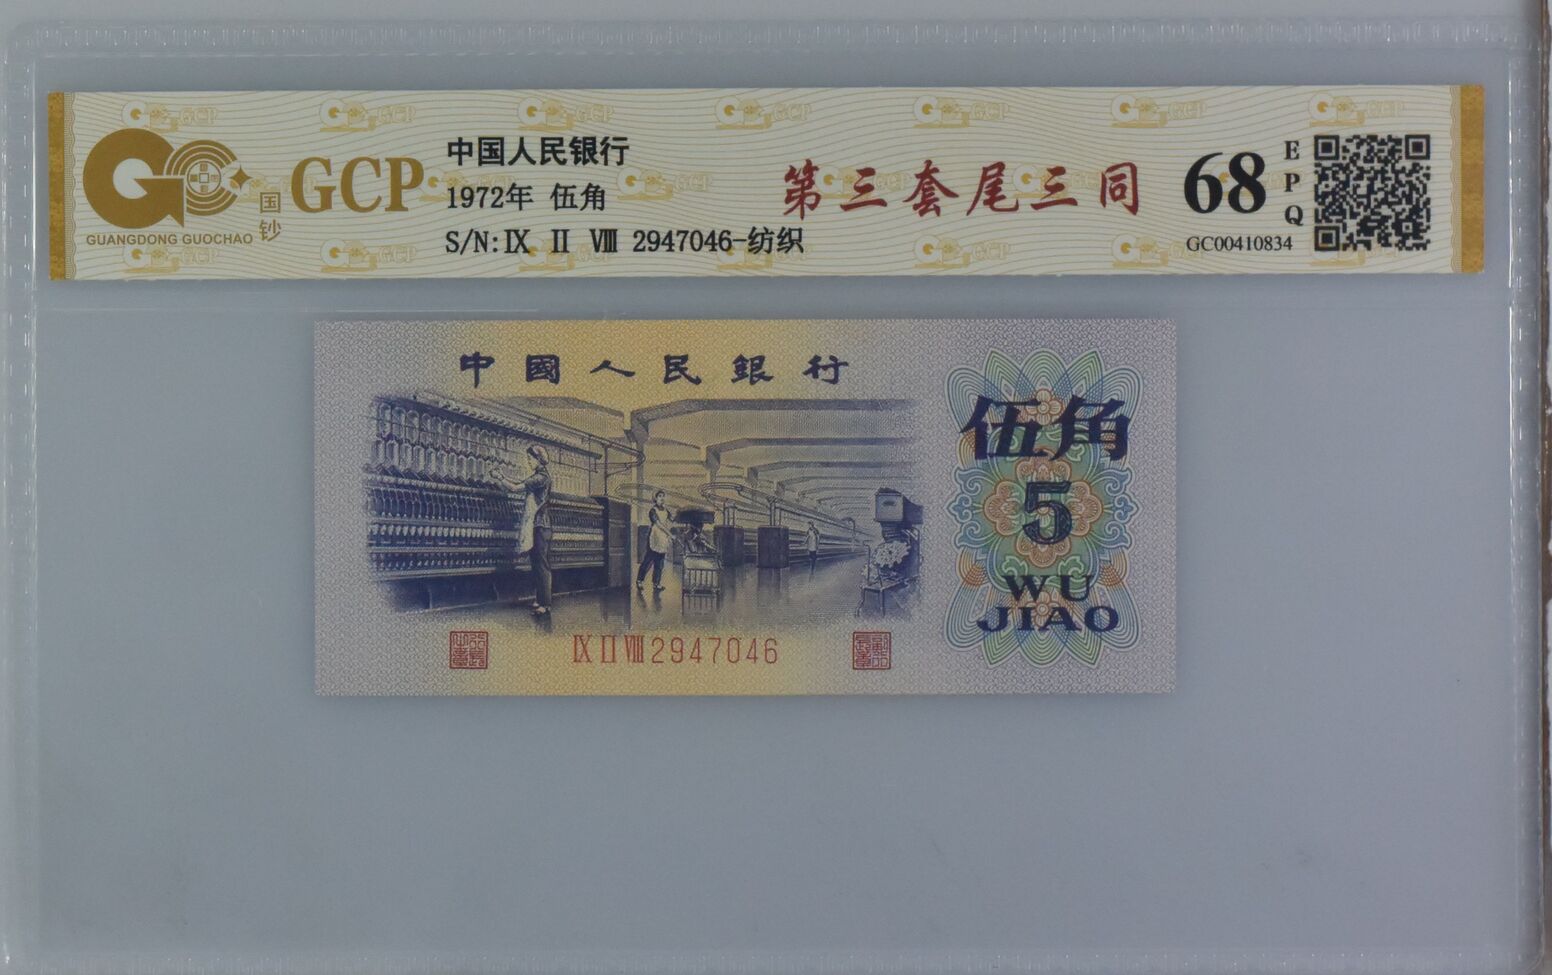 GCP
国钞
GUANGDONG GUOCHAO
中国人民银行
1972年 伍角
S/N:Ⅸ Ⅱ Ⅷ 2947046-纺织
第三套尾三同
68
EPQ
GC00410834
中國人民銀行
伍角
5
WU
JIAO
Ⅸ Ⅱ Ⅷ 2947046